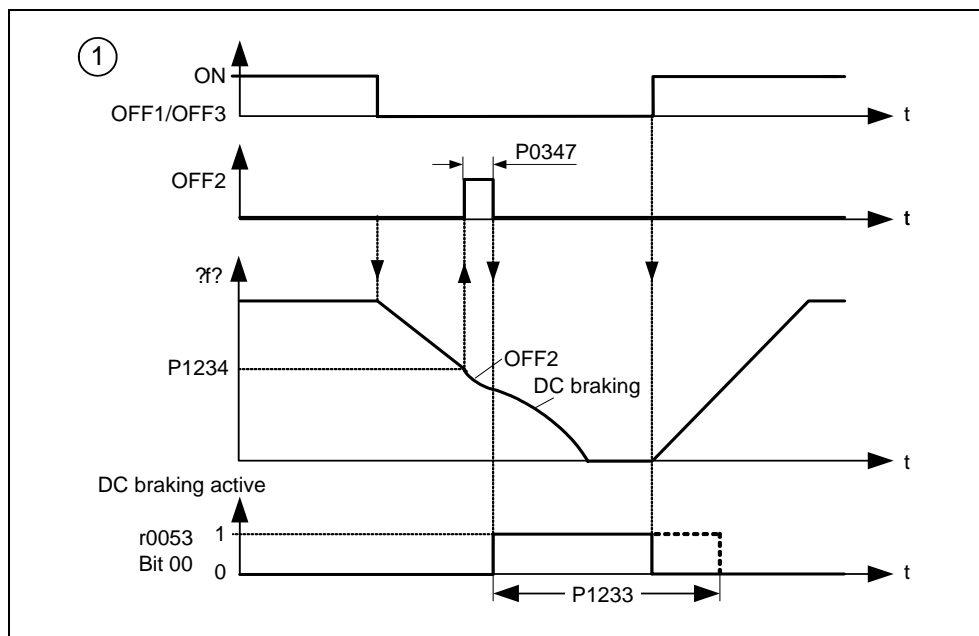 1
ON
OFF1/OFF3
t
P0347
OFF2
t
?f?
P1234
OFF2
DC braking
t
DC braking active
r0053 1
Bit 00
0
t
P1233